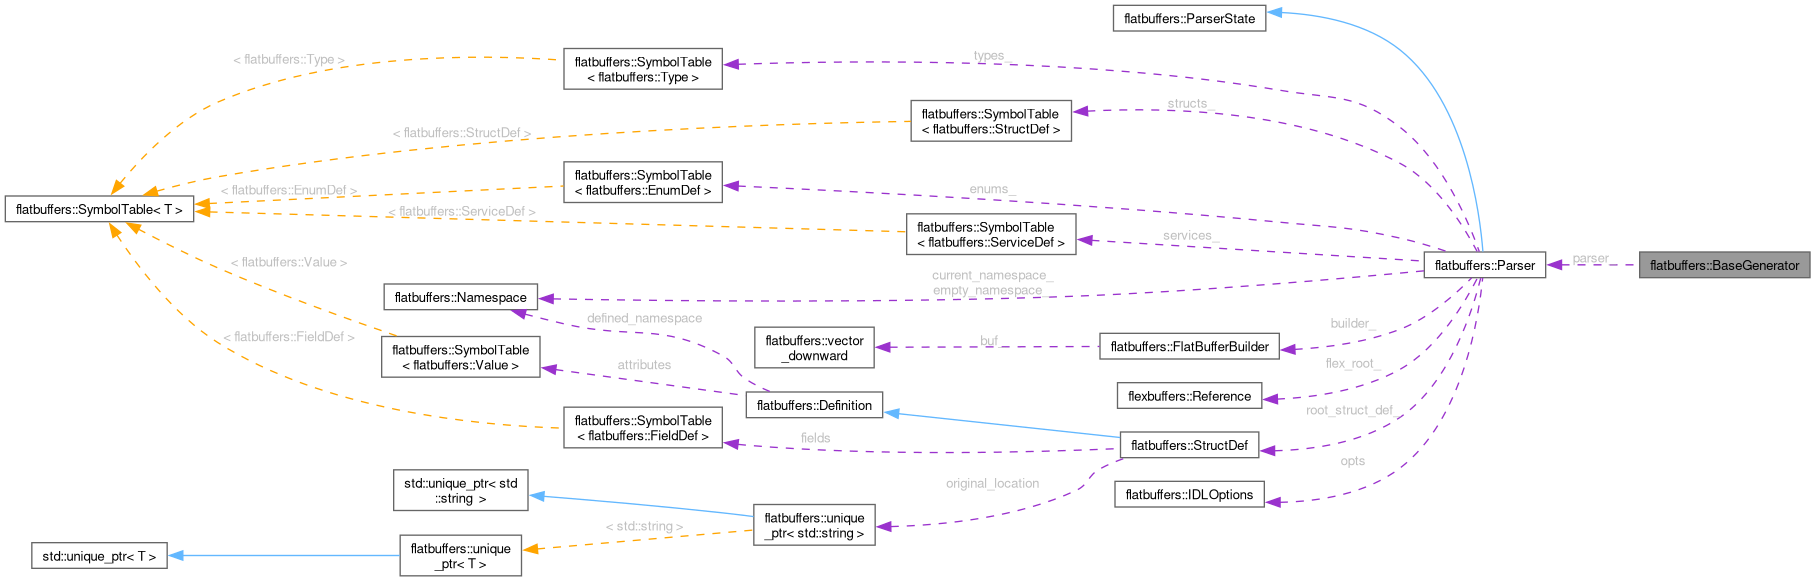 flatbuffers::ParserState
types_
< flatbuffers::Type >
flatbuffers::SymbolTable
< flatbuffers::Type >
structs_
flatbuffers::SymbolTable
< flatbuffers::StructDef >
< flatbuffers::StructDef >
flatbuffers::SymbolTable
< flatbuffers::EnumDef >
enums_
< flatbuffers::EnumDef >
flatbuffers::SymbolTable< T >
< flatbuffers::ServiceDef >
flatbuffers::SymbolTable
< flatbuffers::ServiceDef >
services_
flatbuffers::Parser
parser_
flatbuffers::BaseGenerator
< flatbuffers::Value >
current_namespace_
empty_namespace_
flatbuffers::Namespace
defined_namespace
builder_
< flatbuffers::FieldDef >
flatbuffers::SymbolTable
< flatbuffers::Value >
flatbuffers::vector
_downward
buf_
flatbuffers::FlatBufferBuilder
attributes
flex_root_
flexbuffers::Reference
flatbuffers::Definition
root_struct_def_
flatbuffers::SymbolTable
< flatbuffers::FieldDef >
fields
flatbuffers::StructDef
opts
std::unique_ptr< std
::string >
original_location
flatbuffers::IDLOptions
< std::string >
flatbuffers::unique
_ptr< std::string >
std::unique_ptr< T >
flatbuffers::unique
_ptr< T >